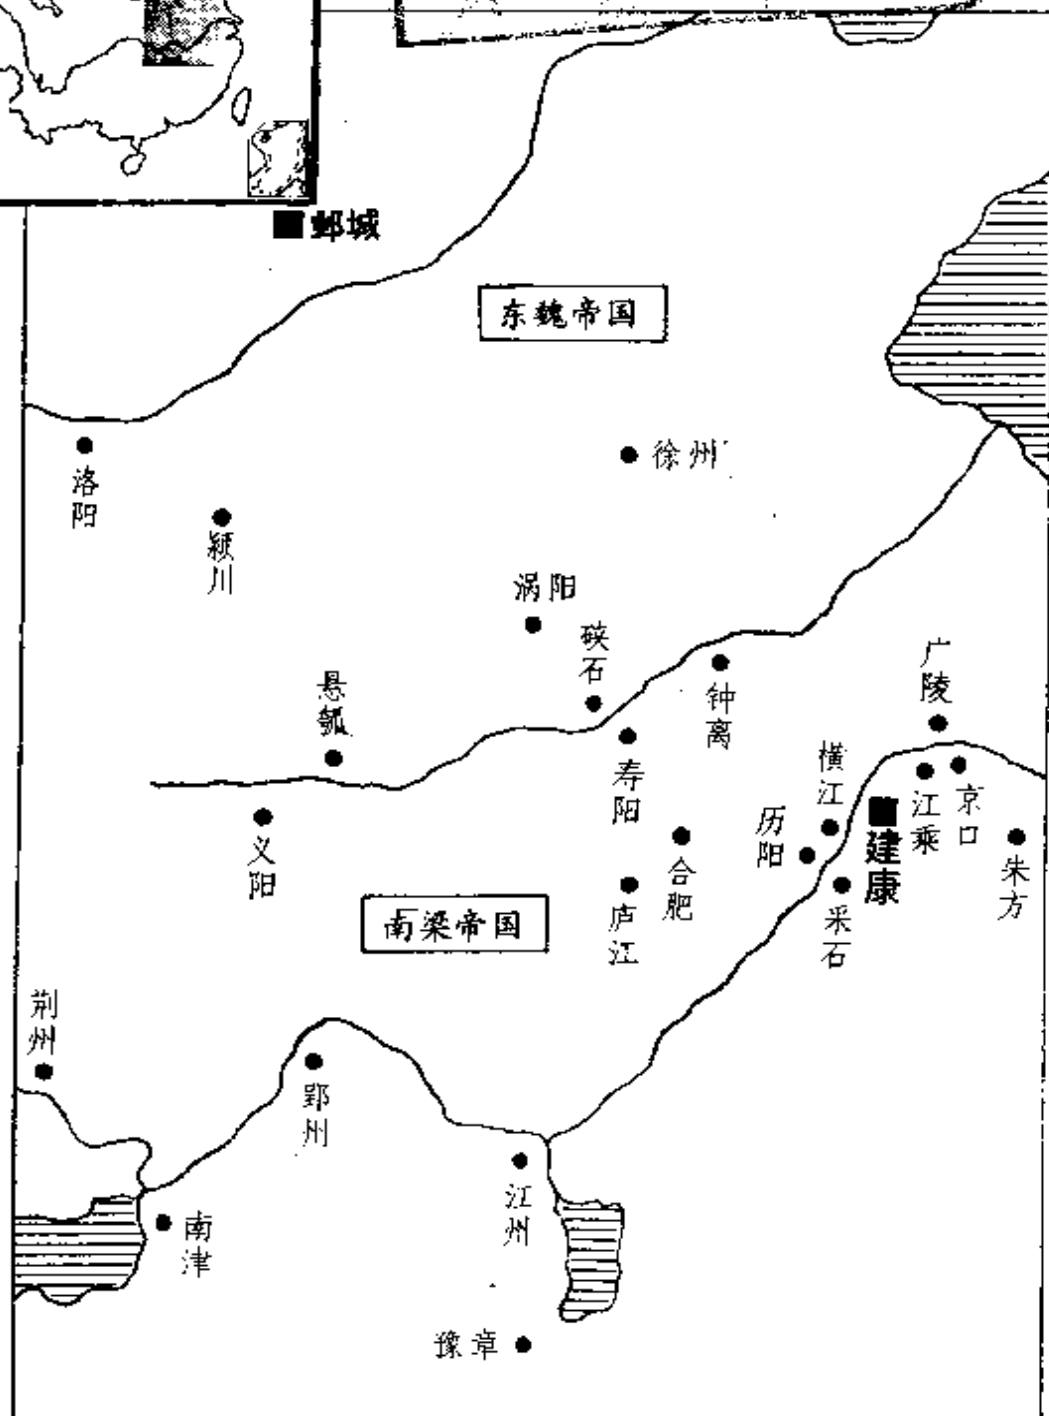 邺城
东魏帝国
徐州
洛阳
颍川
涡阳
硖石
悬瓠
钟离
广陵
寿阳
横江
历阳
义阳
合肥
庐江
江乘
京口
建康
朱方
采石
南梁帝国
荆州
郢州
江州
南津
豫章